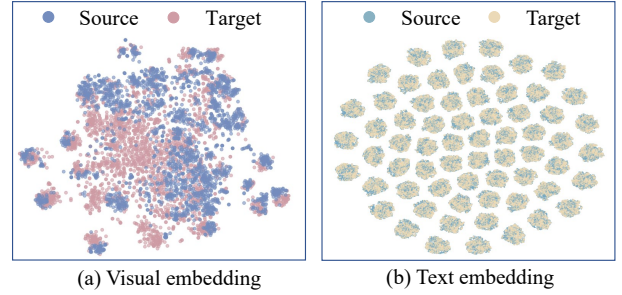 Source Target
Source Target
(a) Visual embedding
(b) Text embedding